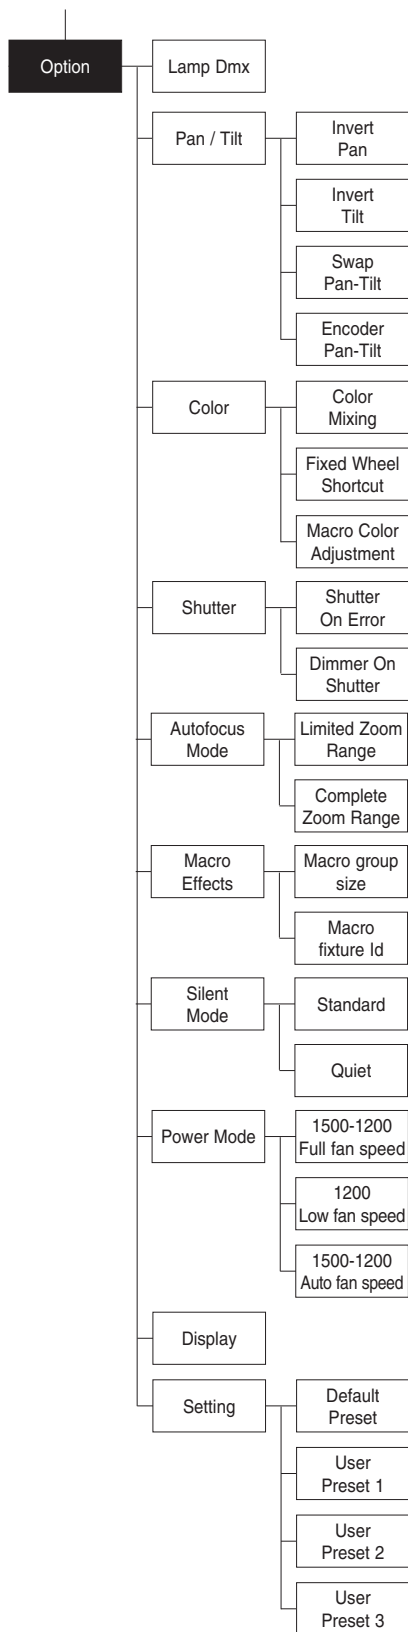 Option
Lamp Dmx
Pan / Tilt
Invert
Pan
Invert
Tilt
Swap
Pan-Tilt
Encoder
Pan-Tilt
Color
Color
Mixing
Fixed Wheel
Shortcut
Macro Color
Adjustment
Shutter
Shutter
On Error
Dimmer On
Shutter
Autofocus
Mode
Limited Zoom
Range
Complete
Zoom Range
Macro
Effects
Macro group
size
Macro
fixture Id
Silent
Mode
Standard
Quiet
Power Mode
1500-1200
Full fan speed
1200
Low fan speed
1500-1200
Auto fan speed
Display
Setting
Default
Preset
User
Preset 1
User
Preset 2
User
Preset 3